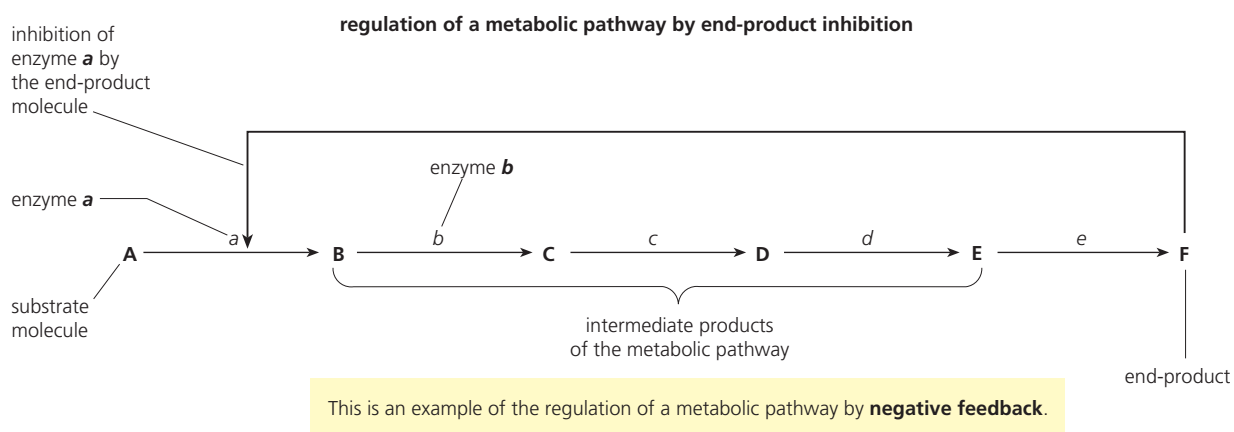 regulation of a metabolic pathway by end-product inhibition
inhibition of
enzyme a by
the end-product
molecule
enzyme b
enzyme a
a
b
c
d
e
A
B
C
D
E
F
substrate
molecule
intermediate products
of the metabolic pathway
end-product
This is an example of the regulation of a metabolic pathway by negative feedback.